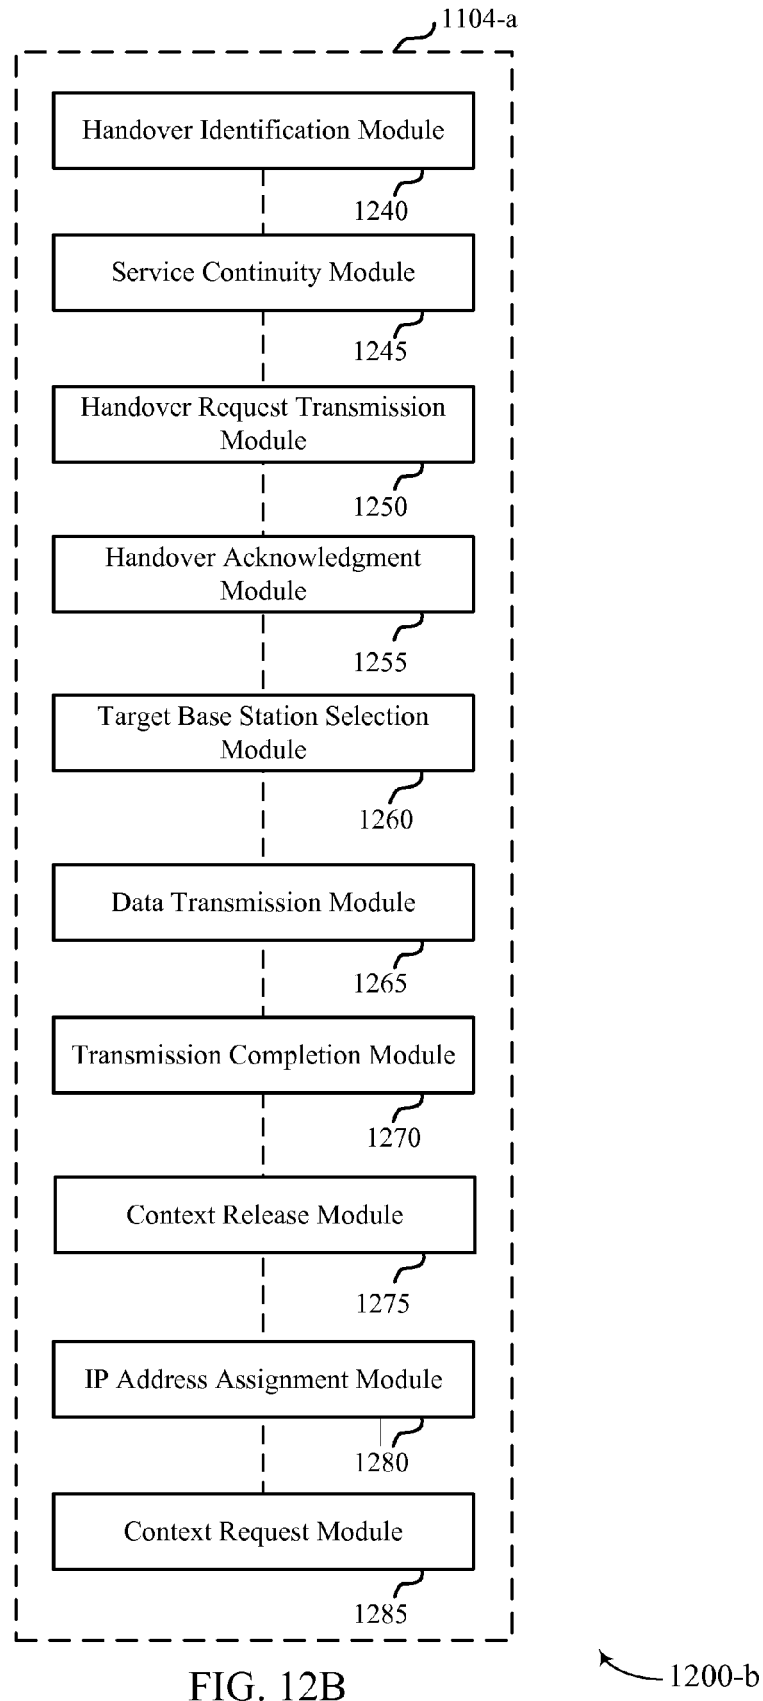 1104-a
Handover Identification Module
1240
Service Continuity Module
1245
Handover Request Transmission
Module
1250
Handover Acknowledgment
Module
1255
Target Base Station Selection
Module
1260
Data Transmission Module
1265
Transmission Completion Module
1270
Context Release Module
1275
IP Address Assignment Module
1280
Context Request Module
1285
1200-b
FIG. 12B